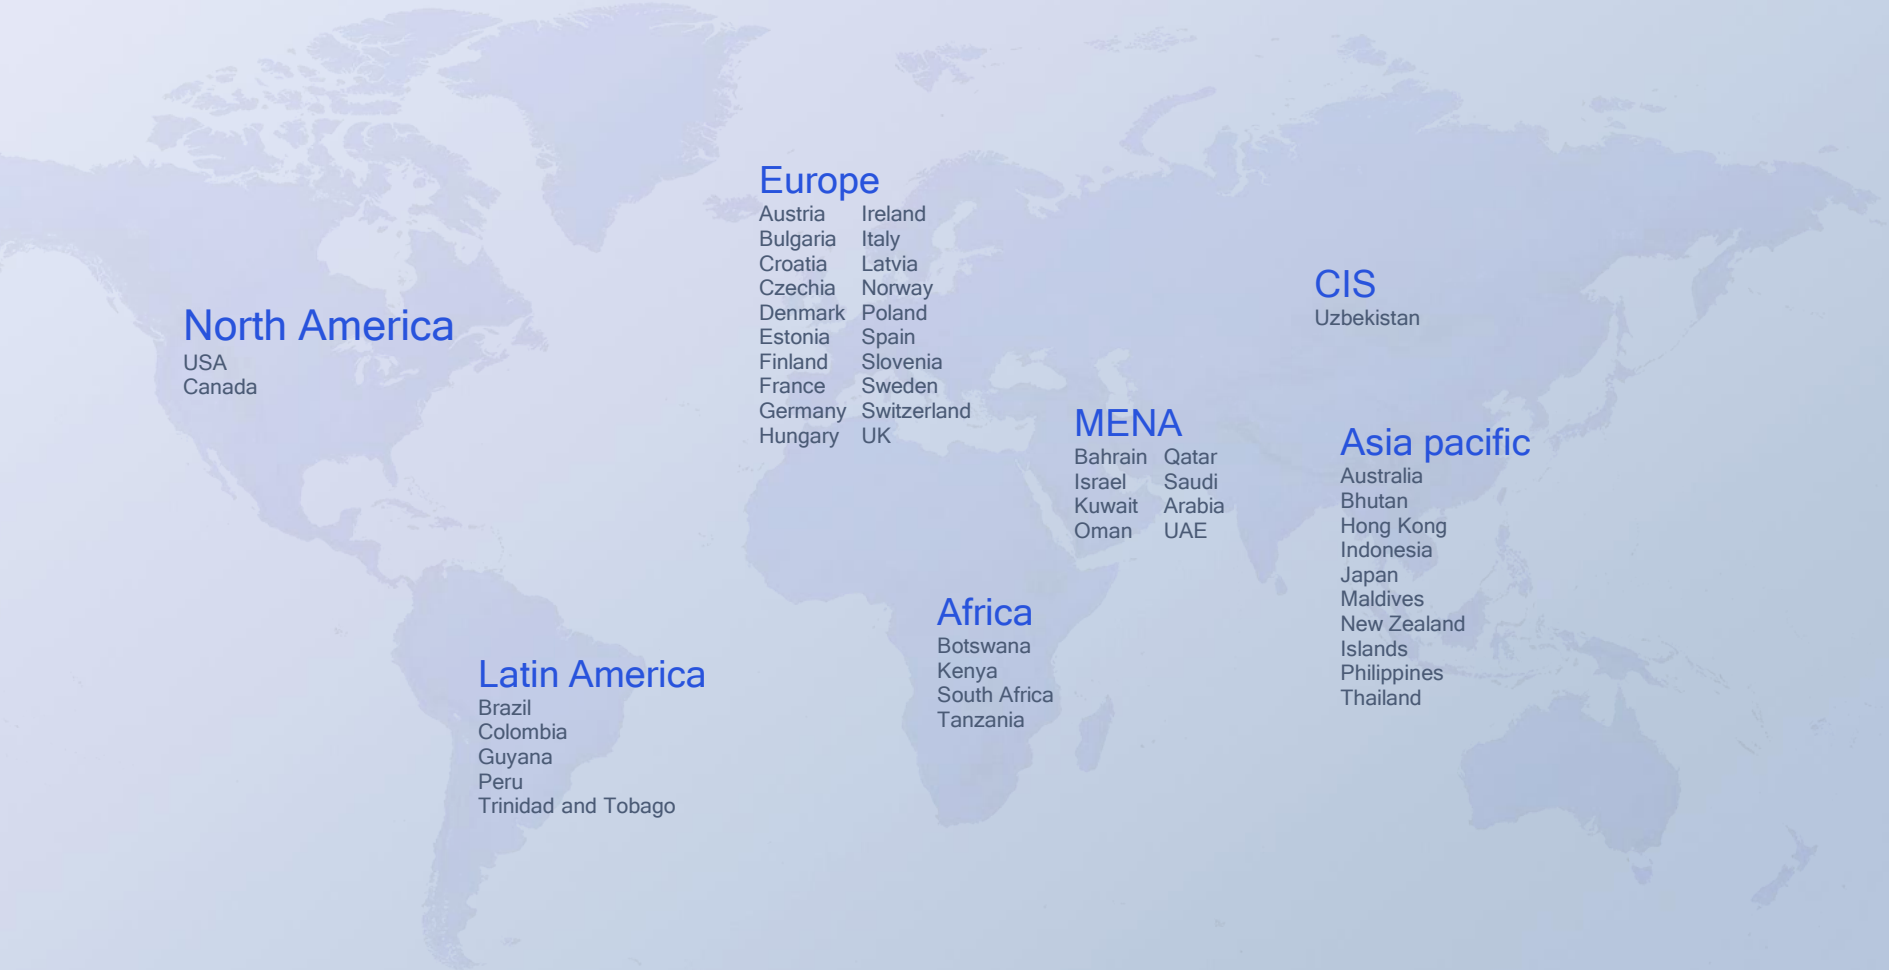 North America
USA
Canada
Latin America
Brazil
Colombia
Guyana
Peru
Trinidad and Tobago
Europe
Austria
Bulgaria
Croatia
Czechia
Denmark
Estonia
Finland
France
Germany
Hungary
Ireland
Italy
Latvia
Norway
Poland
Spain
Slovenia
Sweden
Switzerland
UK
Africa
Botswana
Kenya
South Africa
Tanzania
MENA
Bahrain
Israel
Kuwait
Oman
Qatar
Saudi
Arabia
UAE
CIS
Uzbekistan
Asia pacific
Australia
Bhutan
Hong Kong
Indonesia
Japan
Maldives
New Zealand
Islands
Philippines
Thailand